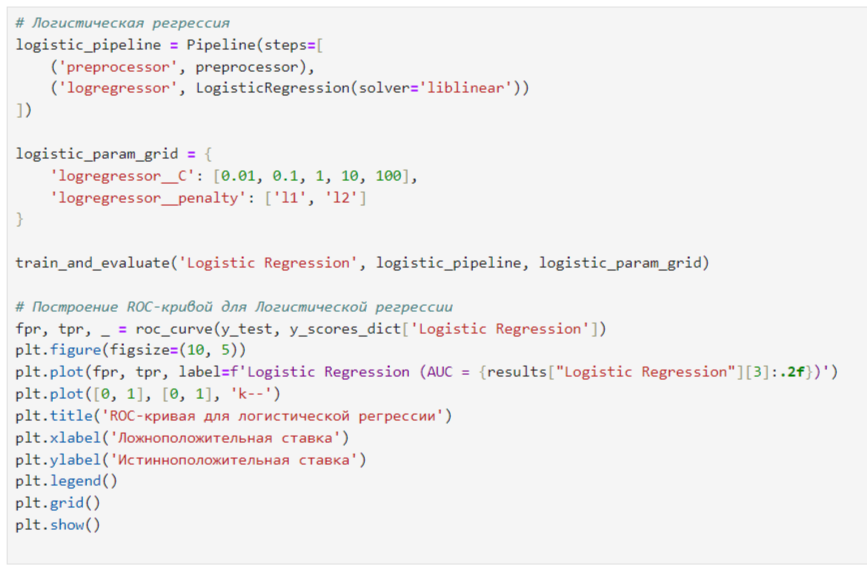 # Логистическая регрессия
logistic_pipeline = Pipeline(steps=[
    ('preprocessor', preprocessor),
    ('logregressor', LogisticRegression(solver='liblinear'))
])

logistic_param_grid = {
    'logregressor__C': [0.01, 0.1, 1, 10, 100],
    'logregressor__penalty': ['l1', 'l2']
}

train_and_evaluate('Logistic Regression', logistic_pipeline, logistic_param_grid)

# Построение ROC-кривой для Логистической регрессии
fpr, tpr, _ = roc_curve(y_test, y_scores_dict['Logistic Regression'])
plt.figure(figsize=(10, 5))
plt.plot(fpr, tpr, label=f'Logistic Regression (AUC = {results["Logistic Regression"][3]:.2f})')
plt.plot([0, 1], [0, 1], 'k--')
plt.title('ROC-кривая для логистической регрессии')
plt.xlabel('Ложноположительная ставка')
plt.ylabel('Истинноположительная ставка')
plt.legend()
plt.grid()
plt.show()